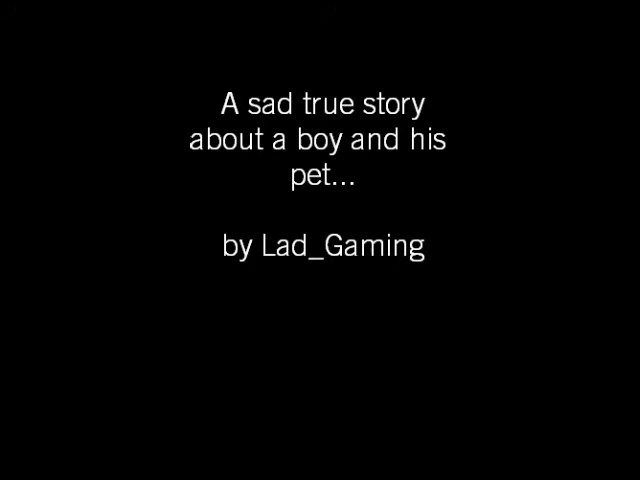 A sad true story
about a boy and his
pet...
by Lad_Gaming